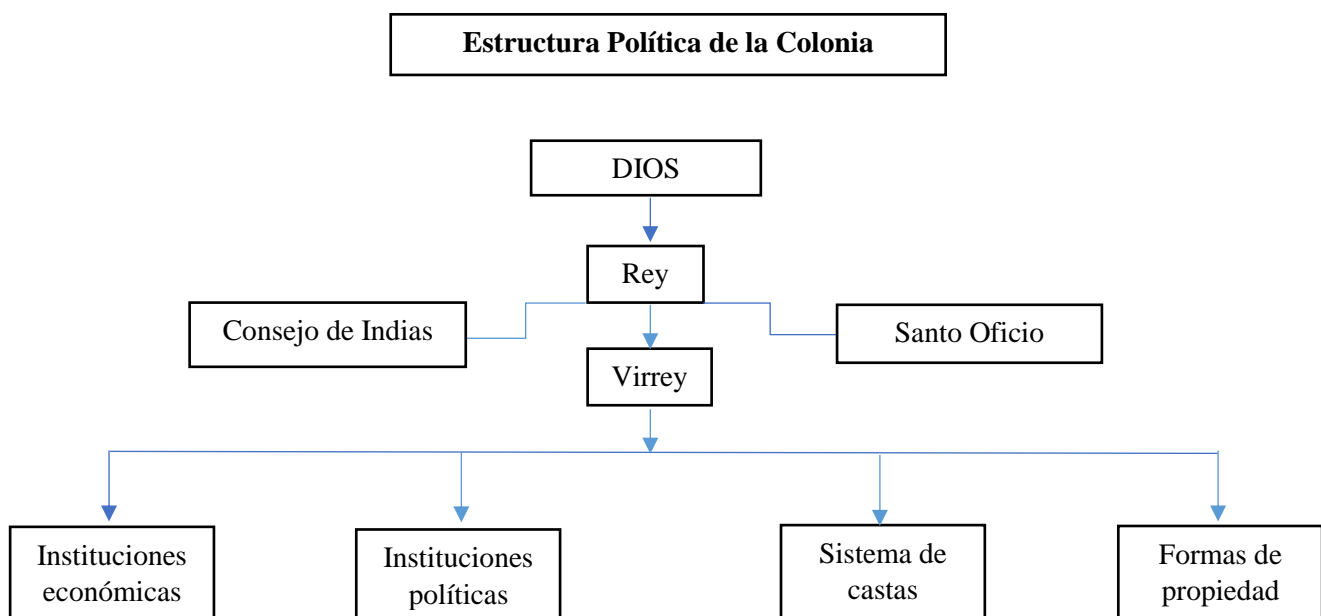 Estructura Política de la Colonia
DIOS
Rey
Consejo de Indias
Santo Oficio
Virrey
Instituciones
económicas
Instituciones
políticas
Sistema de
castas
Formas de
propiedad